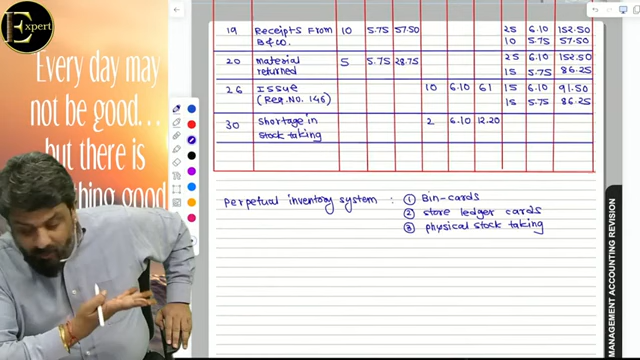 Expert
Every day may
not be good...
but there is
thing good
19 Receipts From B&Co. 10 5.75 57.50 25 6.10 152.50
10 5.75 57.50
20 material returned 5 5.75 28.75 25 6.10 152.50
15 5.75 86.25
26 Issue (Req. No. 146) 10 6.10 61 15 6.10 91.50
15 5.75 86.25
30 Shortage in stock taking 2 6.10 12.20
Perpetual inventory system : ① Bin-cards
② store ledger cards
③ physical stock taking
MANAGEMENT ACCOUNTING REVISION